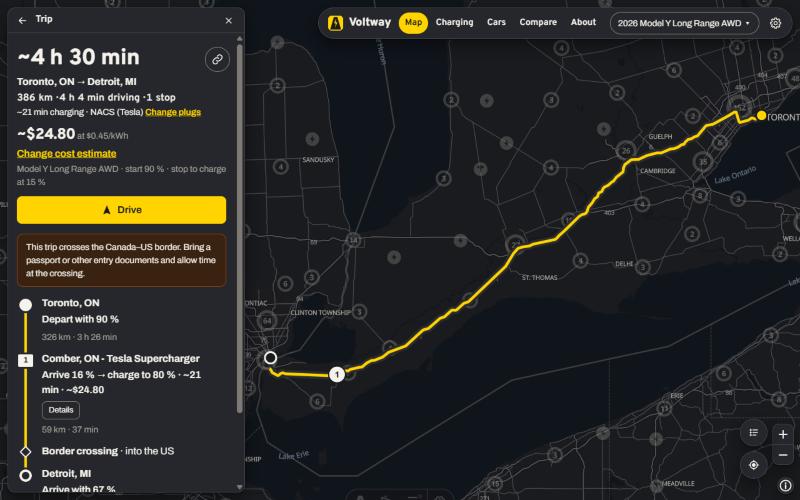 Trip
Voltway
Map
Charging
Cars
Compare
About
2026 Model Y Long Range AWD
~4 h 30 min
Toronto, ON → Detroit, MI
386 km · 4 h 4 min driving · 1 stop
~21 min charging · NACS (Tesla) Change plugs
~$24.80 at $0.45/kWh
Change cost estimate
Model Y Long Range AWD · start 90 % · stop to charge
at 15 %
Drive
This trip crosses the Canada–US border. Bring a
passport or other entry documents and allow time
at the crossing.
Toronto, ON
Depart with 90 %
326 km · 3 h 26 min
1
Comber, ON - Tesla Supercharger
Arrive 16 % → charge to 80 % · ~21
min · ~$24.80
Details
59 km · 37 min
Border crossing · into the US
Detroit, MI
Arrive with 67 %
SANDUSKY
GUELPH
CAMBRIDGE
TORONT
Lake Ontario
403
ST. THOMAS
DELHI
CLINTON TOWNSHIP
ONTIAC
1
Lake Erie
NSHIP
ERIE
MEADVILLE
+
−